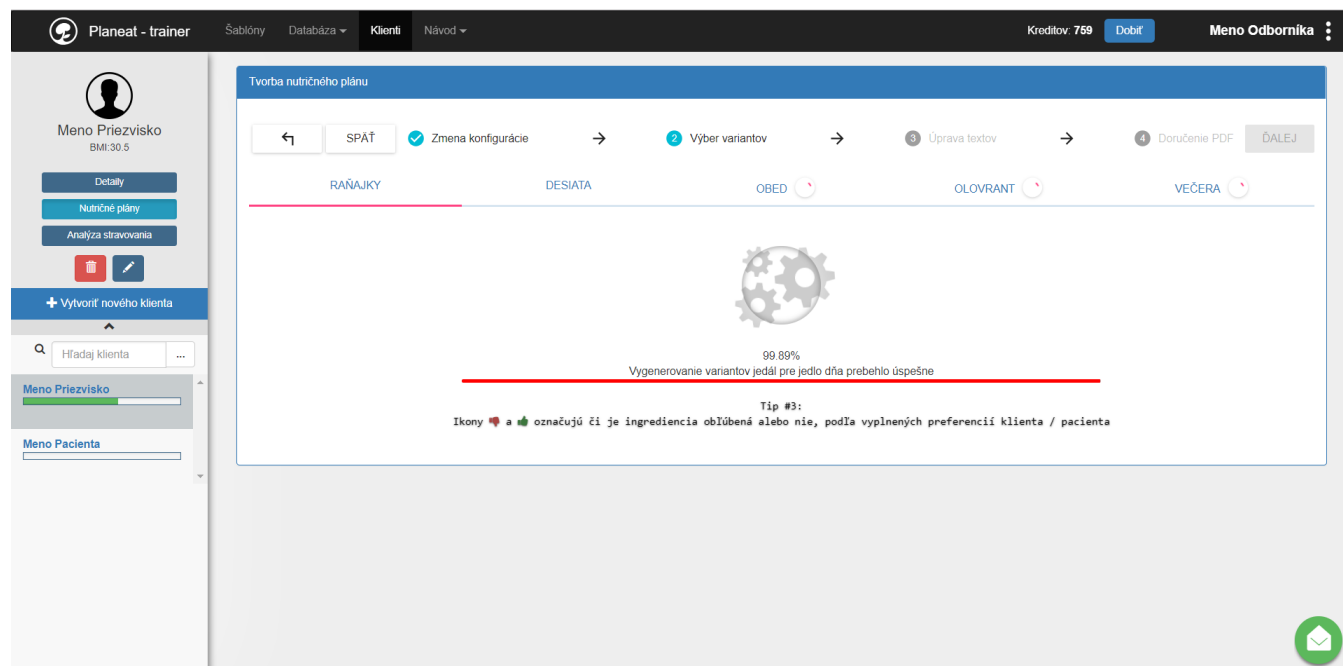 Planeat - trainer
Šablóny Databáza Klienti Návod
Kreditov: 759 Dobiť Meno Odborníka
Meno Priezvisko
BMI:30.5
Detaily
Nutričné plány
Analýza stravovania
Vytvoriť nového klienta
Hľadaj klienta ...
Meno Priezvisko
Meno Pacienta
Tvorba nutričného plánu
SPÄŤ Zmena konfigurácie 2 Výber variantov 3 Úprava textov 4 Doručenie PDF ĎALEJ
RAŇAJKY DESIATA OBED OLOVRANT VEČERA
99.89%
Vygenerovanie variantov jedál pre jedlo dňa prebehlo úspešne
Tip #3:
Ikony a označujú či je ingrediencia obľúbená alebo nie, podľa vyplnených preferencií klienta / pacienta